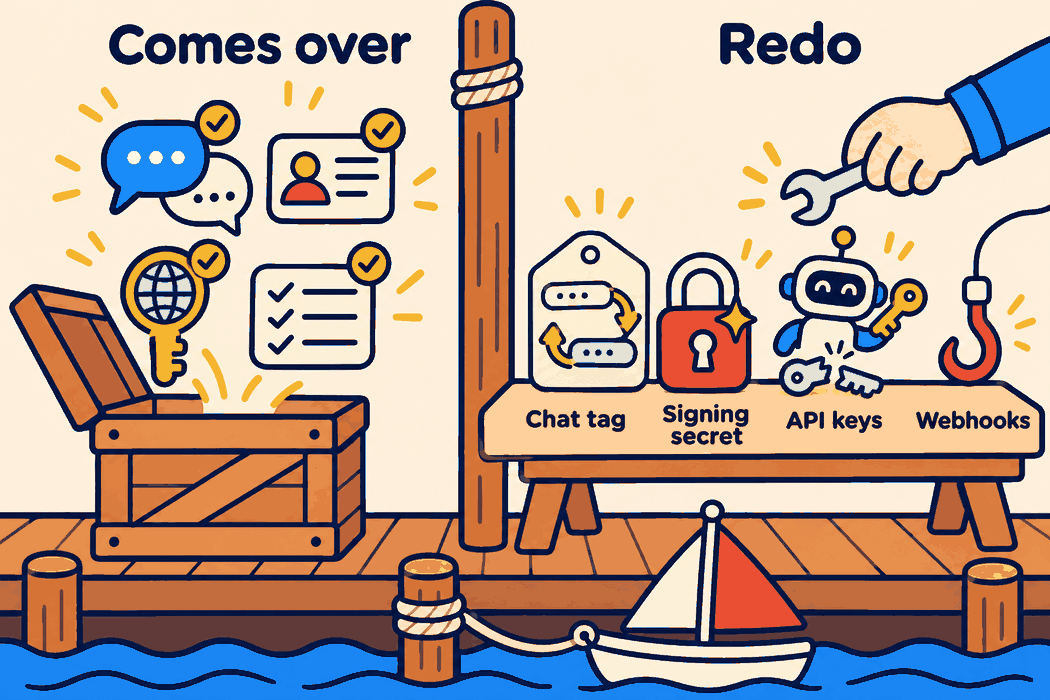 Comes over
Redo
Chat tag
Signing
secret
API keys
Webhooks